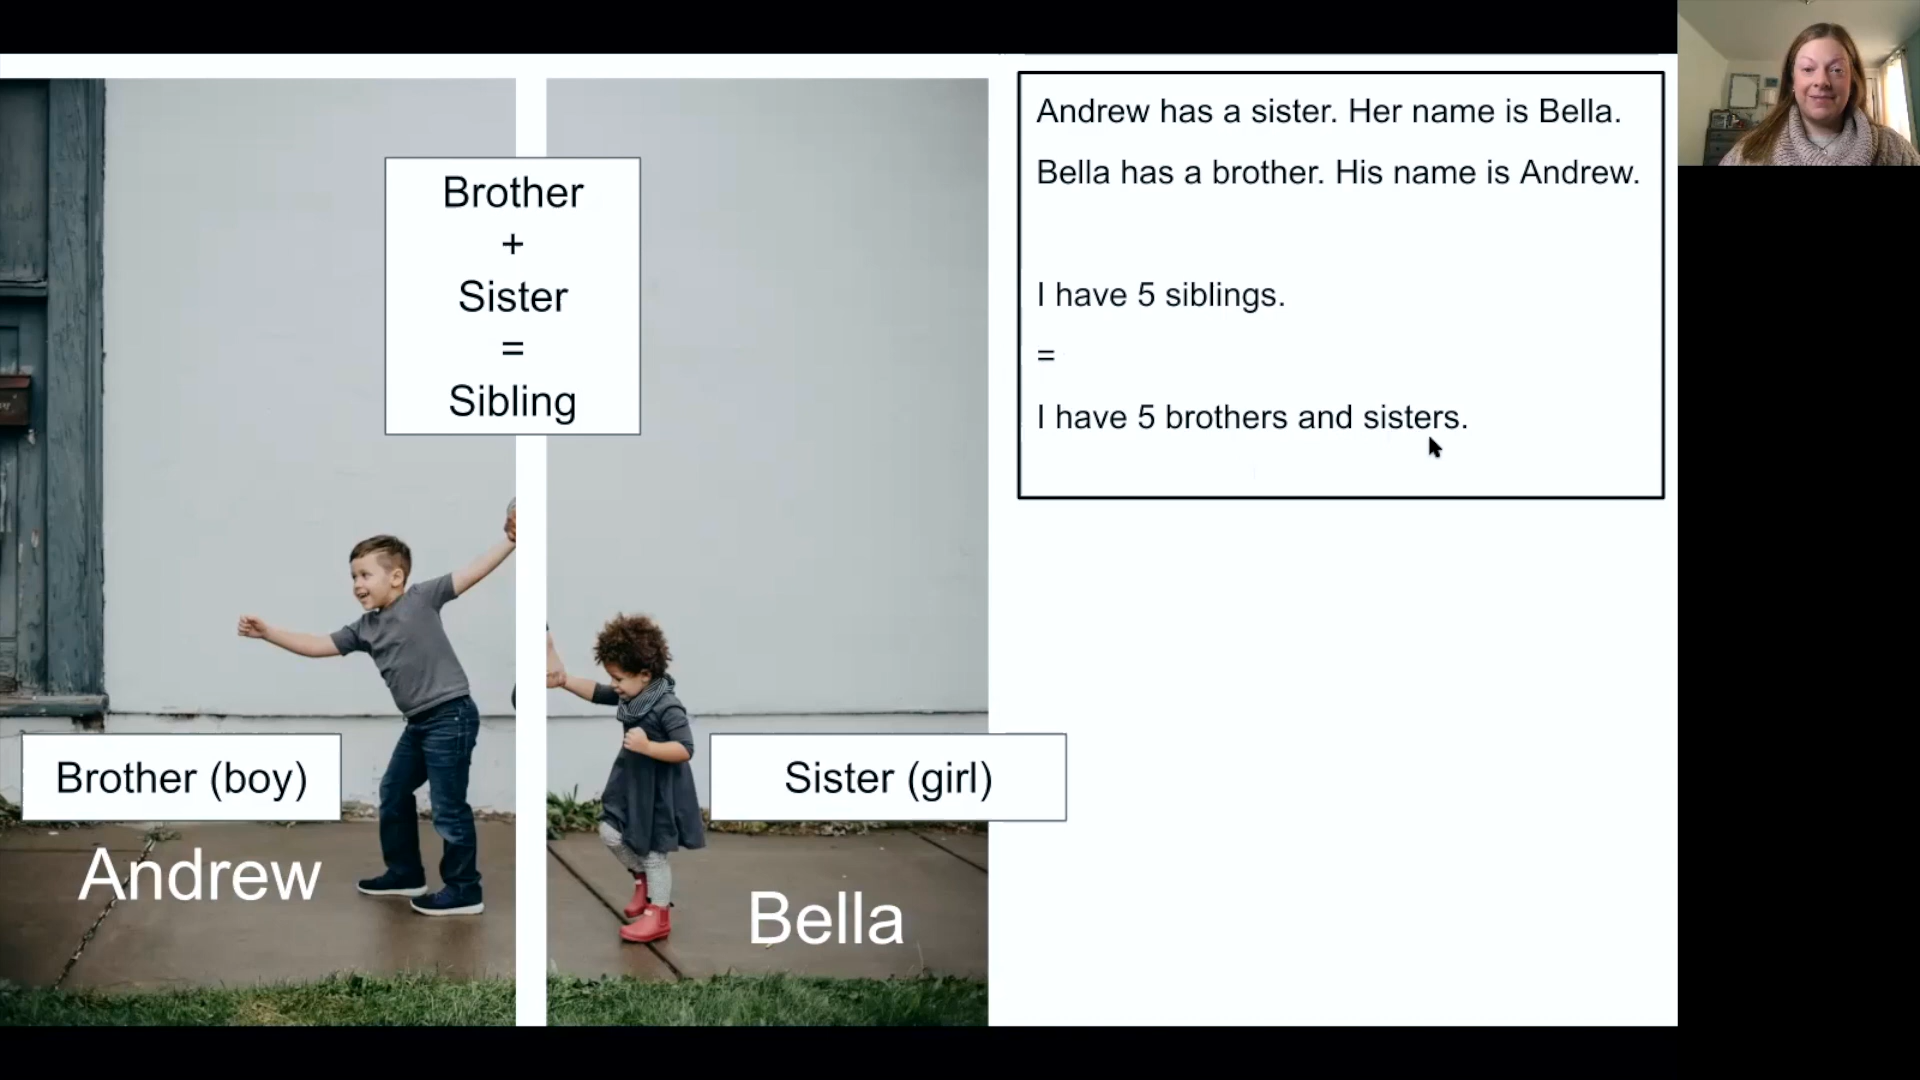 Brother
+
Sister
=
Sibling
Brother (boy)
Andrew
Sister (girl)
Bella
Andrew has a sister. Her name is Bella.
Bella has a brother. His name is Andrew.
I have 5 siblings.
=
I have 5 brothers and sisters.